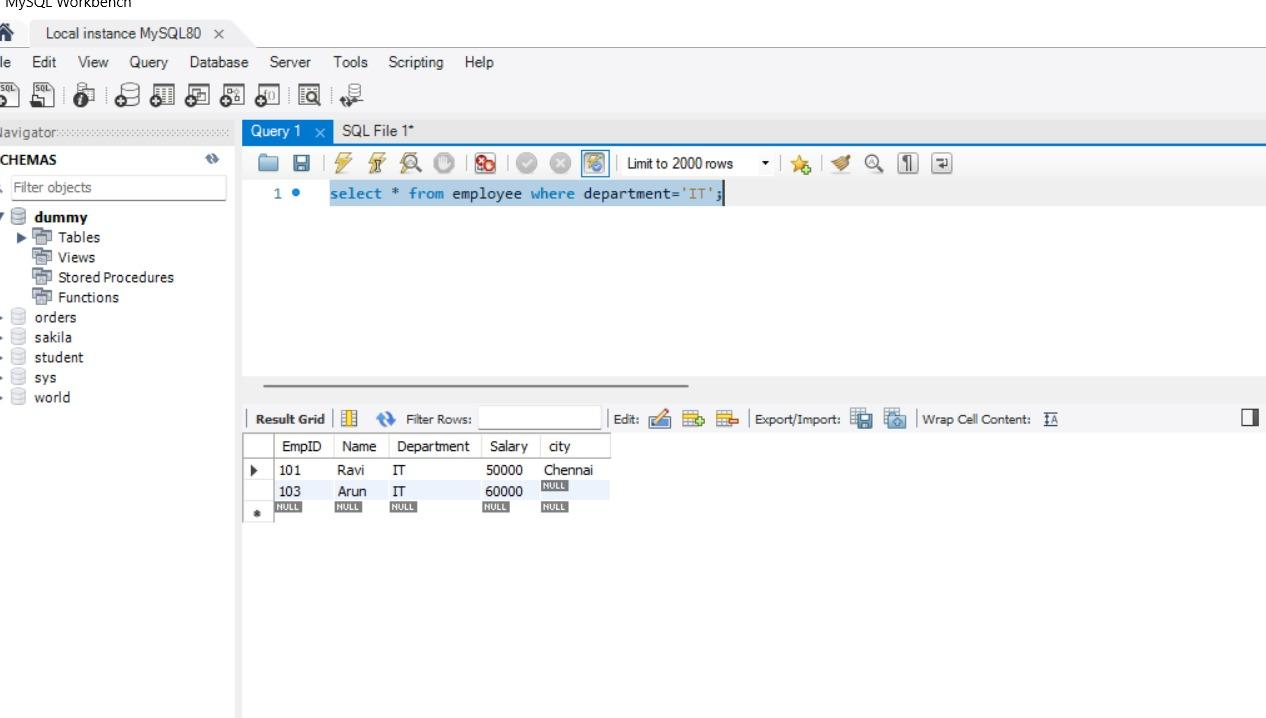 MySQL Workbench
Local instance MySQL80
le Edit View Query Database Server Tools Scripting Help
Navigator
Query 1 SQL File 1*
CHEMAS
Limit to 2000 rows
Filter objects
1 select * from employee where department='IT';
dummy
Tables
Views
Stored Procedures
Functions
orders
sakila
student
sys
world
Result Grid Filter Rows: Edit: Export/Import: Wrap Cell Content:
EmpID Name Department Salary city
101 Ravi IT 50000 Chennai
103 Arun IT 60000 NULL
NULL NULL NULL NULL NULL